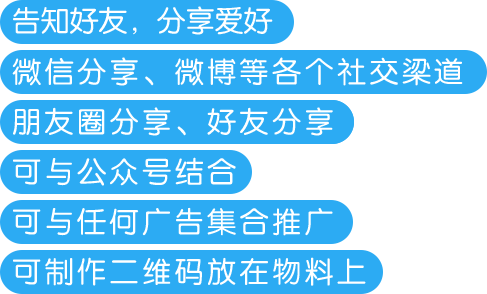 告知好友，分享爱好
微信分享、微博等各个社交梁道
朋友圈分享、好友分享
可与公众号结合
可与任何广告集合推广
可制作二维码放在物料上